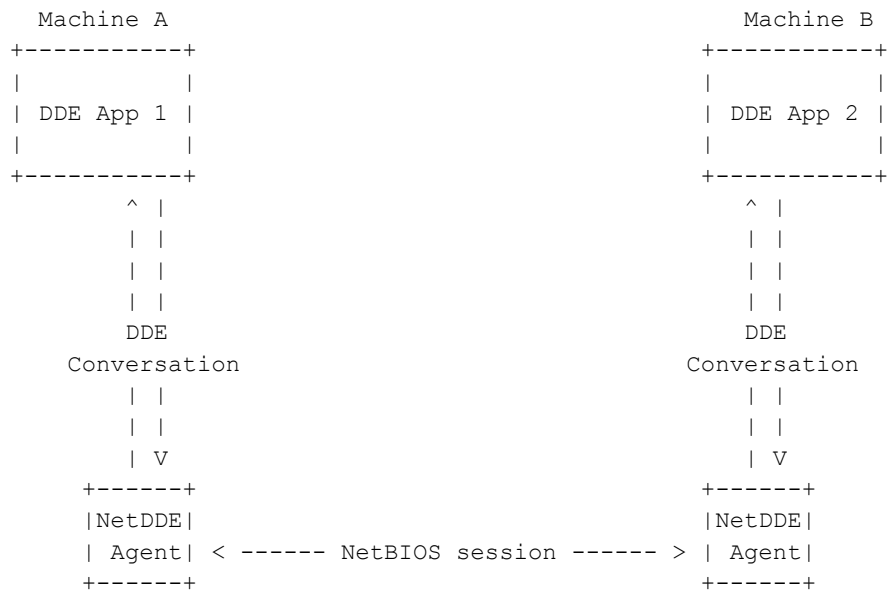 Machine A Machine B
DDE App 1 DDE App 2
DDE DDE
Conversation Conversation
NetDDE NetDDE
Agent < ------ NetBIOS session ------ > Agent